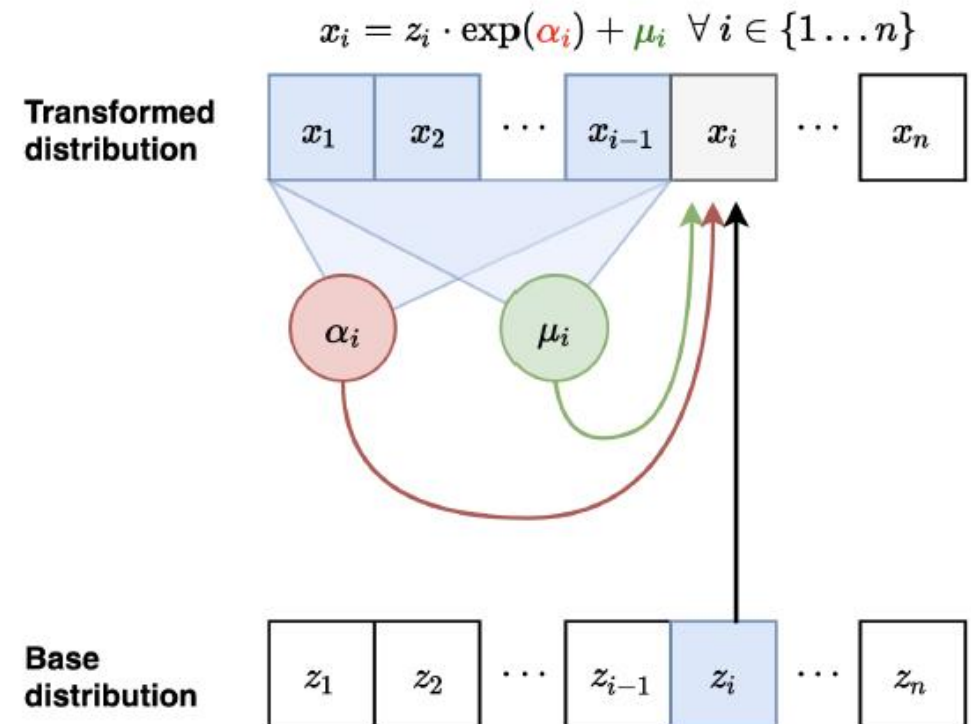 x_i = z_i · exp(α_i) + μ_i ∀ i ∈ {1 … n}
Transformed
distribution
x_1 x_2 ⋯ x_{i−1} x_i ⋯ x_n
α_i μ_i
Base
distribution
z_1 z_2 ⋯ z_{i−1} z_i ⋯ z_n